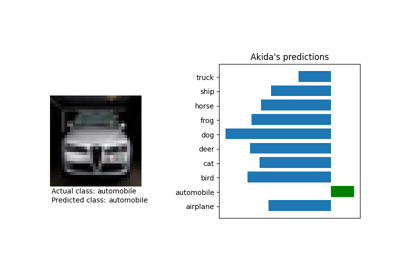 Akida's predictions
truck
ship
horse
frog
dog
deer
cat
bird
automobile
airplane
Actual class: automobile
Predicted class: automobile